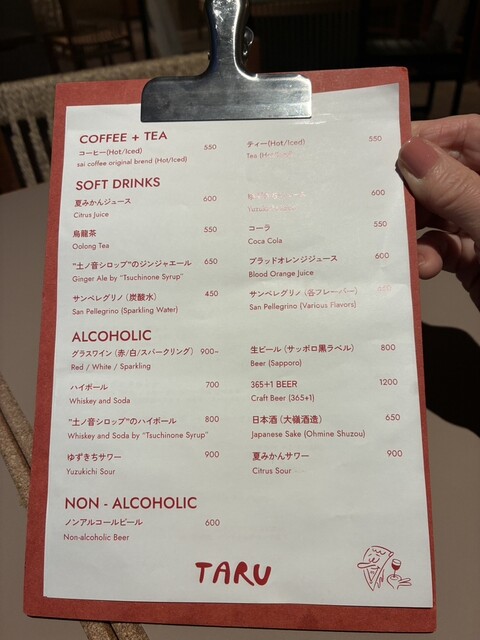 COFFEE + TEA
コーヒー(Hot/Iced) 550
sai coffee original brend (Hot/Iced)
ティー(Hot/Iced) 550
Tea
SOFT DRINKS
夏みかんジュース 600
Citrus Juice
600
烏龍茶 550
Oolong Tea
コーラ 550
Coca Cola
"土ノ音シロップ"のジンジャエール 650
Ginger Ale by "Tsuchinone Syrup"
ブラッドオレンジジュース 600
Blood Orange Juice
サンペレグリノ (炭酸水) 450
San Pellegrino (Sparkling Water)
サンペレグリノ (各フレーバー)
San Pellegrino (Various Flavors)
ALCOHOLIC
グラスワイン (赤/白/スパークリング) 900~
Red / White / Sparkling
生ビール (サッポロ黒ラベル) 800
Beer (Sapporo)
ハイボール 700
Whiskey and Soda
365+1 BEER 1200
Craft Beer (365+1)
"土ノ音シロップ"のハイボール 800
Whiskey and Soda by "Tsuchinone Syrup"
日本酒 (大嶺酒造) 650
Japanese Sake (Ohmine Shuzou)
ゆずきちサワー 900
Yuzukichi Sour
夏みかんサワー 900
Citrus Sour
NON - ALCOHOLIC
ノンアルコールビール 600
Non-alcoholic Beer
TARU